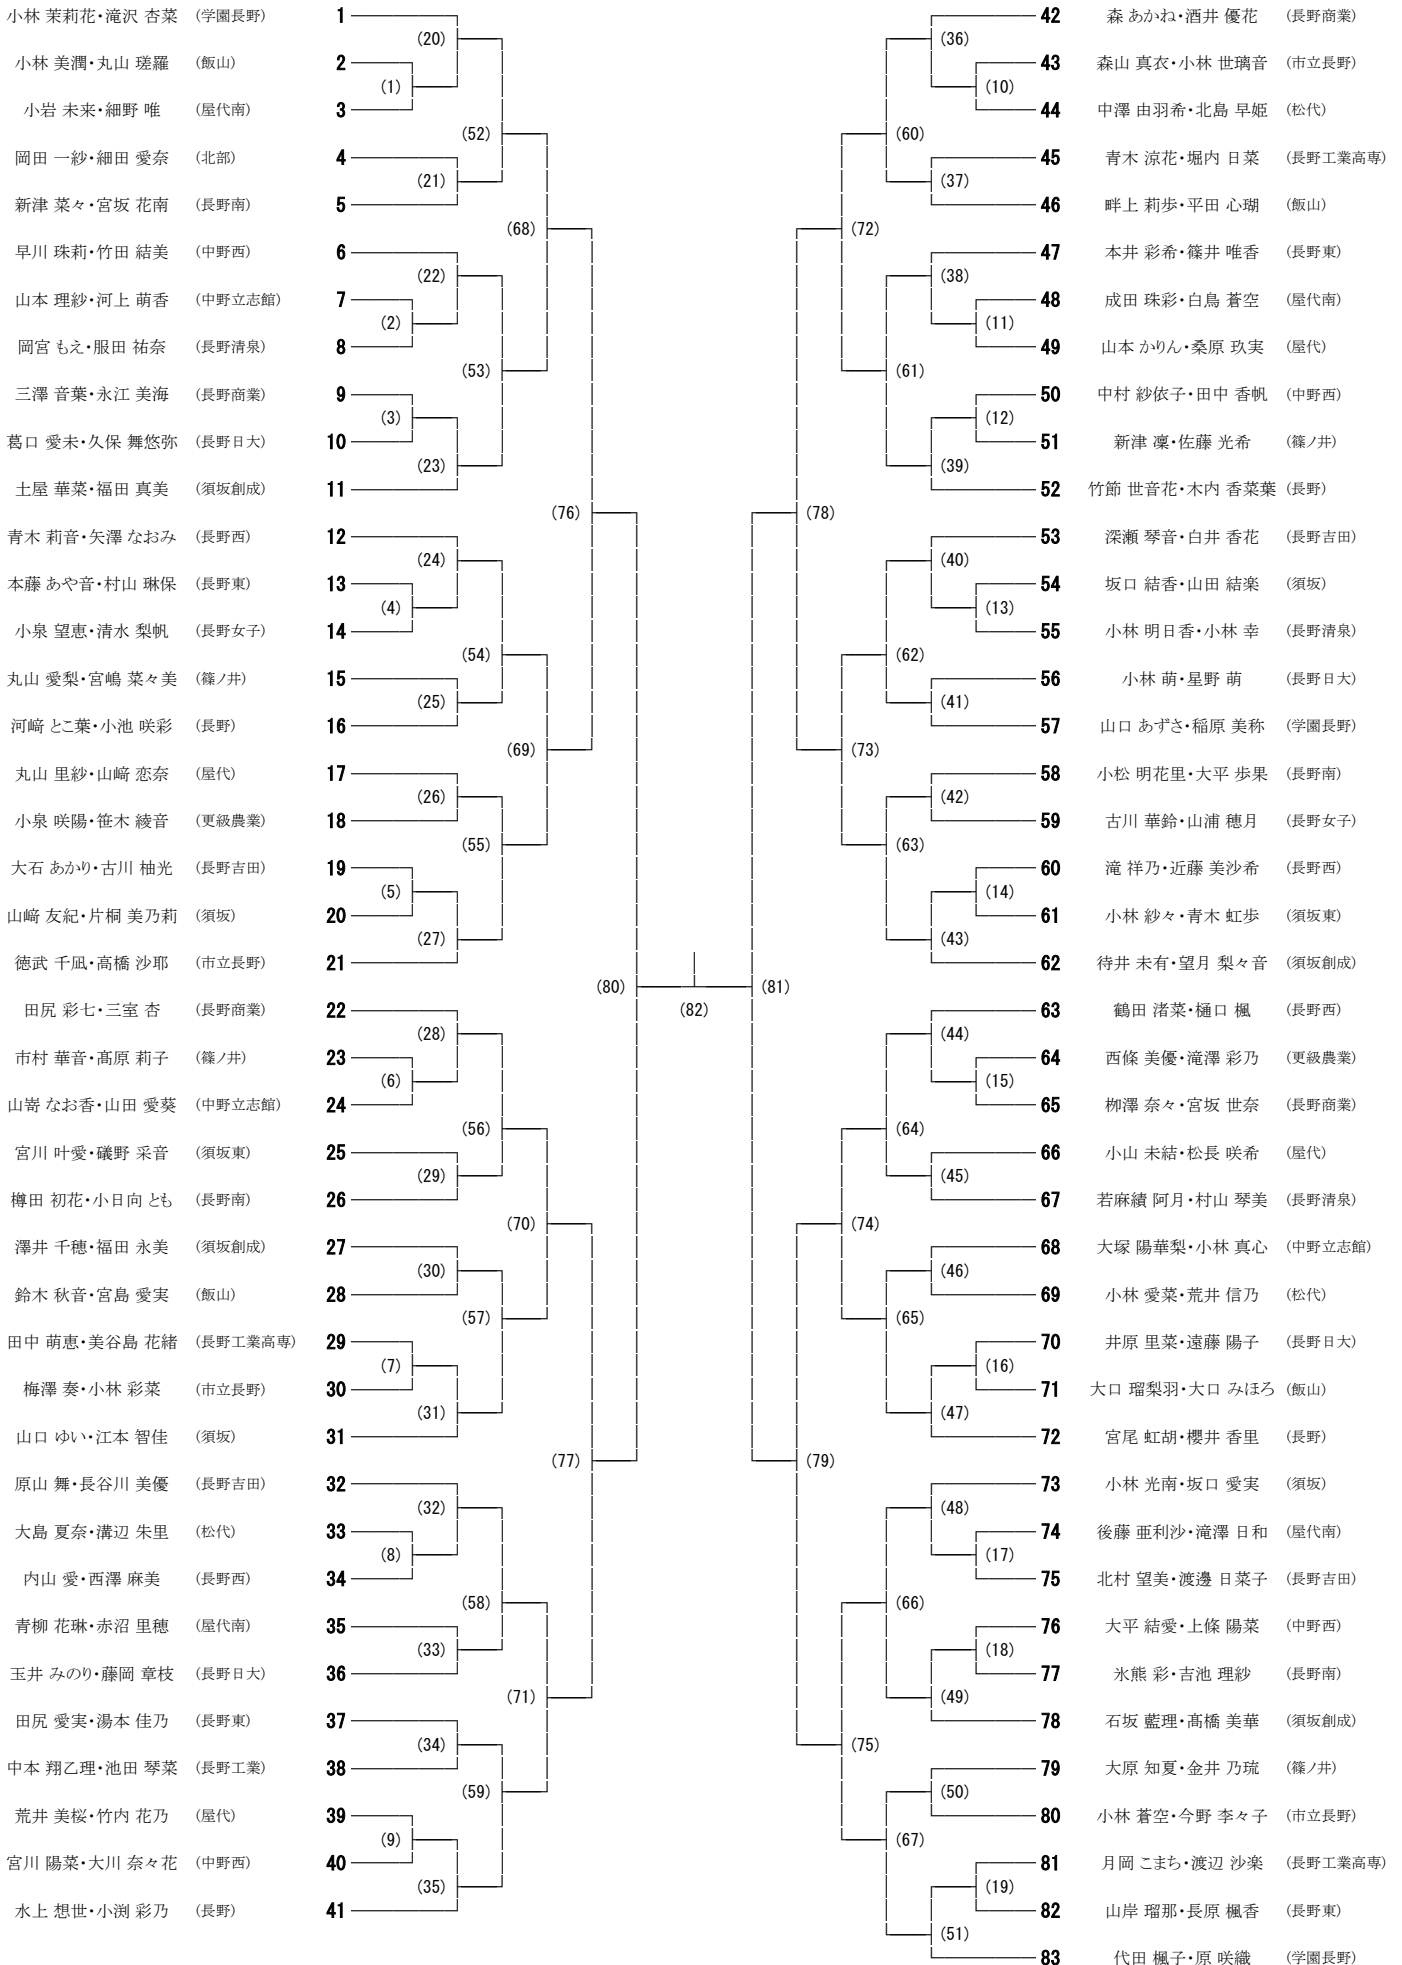 小林 茉莉花・滝沢 杏菜 (学園長野) 1
小林 美潤・丸山 瑳羅 (飯山) 2
小岩 未来・細野 唯 (屋代南) 3
岡田 一紗・細田 愛奈 (北部) 4
新津 菜々・宮坂 花南 (長野南) 5
早川 珠莉・竹田 結美 (中野西) 6
山本 理紗・河上 萌香 (中野立志館) 7
岡宮 もえ・服田 祐奈 (長野清泉) 8
三澤 音葉・永江 美海 (長野商業) 9
葛口 愛未・久保 舞悠弥 (長野日大) 10
土屋 華菜・福田 真美 (須坂創成) 11
青木 莉音・矢澤 なおみ (長野西) 12
本藤 あや音・村山 琳保 (長野東) 13
小泉 望恵・清水 梨帆 (長野女子) 14
丸山 愛梨・宮嶋 菜々美 (篠ノ井) 15
河﨑 とこ葉・小池 咲彩 (長野) 16
丸山 里紗・山﨑 恋奈 (屋代) 17
小泉 咲陽・笹木 綾音 (更級農業) 18
大石 あかり・古川 柚光 (長野吉田) 19
山﨑 友紀・片桐 美乃莉 (須坂) 20
徳武 千凪・高橋 沙耶 (市立長野) 21
田尻 彩七・三室 杏 (長野商業) 22
市村 華音・髙原 莉子 (篠ノ井) 23
山嵜 なお香・山田 愛葵 (中野立志館) 24
宮川 叶愛・礒野 采音 (須坂東) 25
樽田 初花・小日向 とも (長野南) 26
澤井 千穂・福田 永美 (須坂創成) 27
鈴木 秋音・宮島 愛実 (飯山) 28
田中 萌恵・美谷島 花緒 (長野工業高専) 29
梅澤 奏・小林 彩菜 (市立長野) 30
山口 ゆい・江本 智佳 (須坂) 31
原山 舞・長谷川 美優 (長野吉田) 32
大島 夏奈・溝辺 朱里 (松代) 33
内山 愛・西澤 麻美 (長野西) 34
青柳 花琳・赤沼 里穂 (屋代南) 35
玉井 みのり・藤岡 章枝 (長野日大) 36
田尻 愛実・湯本 佳乃 (長野東) 37
中本 翔乙理・池田 琴菜 (長野工業) 38
荒井 美桜・竹内 花乃 (屋代) 39
宮川 陽菜・大川 奈々花 (中野西) 40
水上 想世・小渕 彩乃 (長野) 41
(1)
(2)
(3)
(4)
(5)
(6)
(7)
(8)
(9)
(20)
(21)
(22)
(23)
(24)
(25)
(26)
(27)
(28)
(29)
(30)
(31)
(32)
(33)
(34)
(35)
(52)
(53)
(54)
(55)
(56)
(57)
(58)
(59)
(68)
(69)
(70)
(71)
(76)
(77)
(80)
(82)
(81)
(78)
(79)
(72)
(73)
(74)
(75)
(60)
(61)
(62)
(63)
(64)
(65)
(66)
(67)
(36)
(37)
(38)
(39)
(40)
(41)
(42)
(43)
(44)
(45)
(46)
(47)
(48)
(49)
(50)
(51)
(10)
(11)
(12)
(13)
(14)
(15)
(16)
(17)
(18)
(19)
42 森 あかね・酒井 優花 (長野商業)
43 森山 真衣・小林 世璃音 (市立長野)
44 中澤 由羽希・北島 早姫 (松代)
45 青木 涼花・堀内 日菜 (長野工業高専)
46 畔上 莉歩・平田 心瑚 (飯山)
47 本井 彩希・篠井 唯香 (長野東)
48 成田 珠彩・白鳥 蒼空 (屋代南)
49 山本 かりん・桑原 玖実 (屋代)
50 中村 紗依子・田中 香帆 (中野西)
51 新津 凜・佐藤 光希 (篠ノ井)
52 竹節 世音花・木内 香菜葉 (長野)
53 深瀬 琴音・白井 香花 (長野吉田)
54 坂口 結香・山田 結楽 (須坂)
55 小林 明日香・小林 幸 (長野清泉)
56 小林 萌・星野 萌 (長野日大)
57 山口 あずさ・稲原 美称 (学園長野)
58 小松 明花里・大平 歩果 (長野南)
59 古川 華鈴・山浦 穂月 (長野女子)
60 滝 祥乃・近藤 美沙希 (長野西)
61 小林 紗々・青木 虹歩 (須坂東)
62 待井 未有・望月 梨々音 (須坂創成)
63 鶴田 渚菜・樋口 楓 (長野西)
64 西條 美優・滝澤 彩乃 (更級農業)
65 栁澤 奈々・宮坂 世奈 (長野商業)
66 小山 未結・松長 咲希 (屋代)
67 若麻績 阿月・村山 琴美 (長野清泉)
68 大塚 陽華梨・小林 真心 (中野立志館)
69 小林 愛菜・荒井 信乃 (松代)
70 井原 里菜・遠藤 陽子 (長野日大)
71 大口 瑠梨羽・大口 みほろ (飯山)
72 宮尾 虹胡・櫻井 香里 (長野)
73 小林 光南・坂口 愛実 (須坂)
74 後藤 亜利沙・滝澤 日和 (屋代南)
75 北村 望美・渡邊 日菜子 (長野吉田)
76 大平 結愛・上條 陽菜 (中野西)
77 氷熊 彩・吉池 理紗 (長野南)
78 石坂 藍理・髙橋 美華 (須坂創成)
79 大原 知夏・金井 乃琉 (篠ノ井)
80 小林 蒼空・今野 李々子 (市立長野)
81 月岡 こまち・渡辺 沙楽 (長野工業高専)
82 山岸 瑠那・長原 楓香 (長野東)
83 代田 楓子・原 咲織 (学園長野)